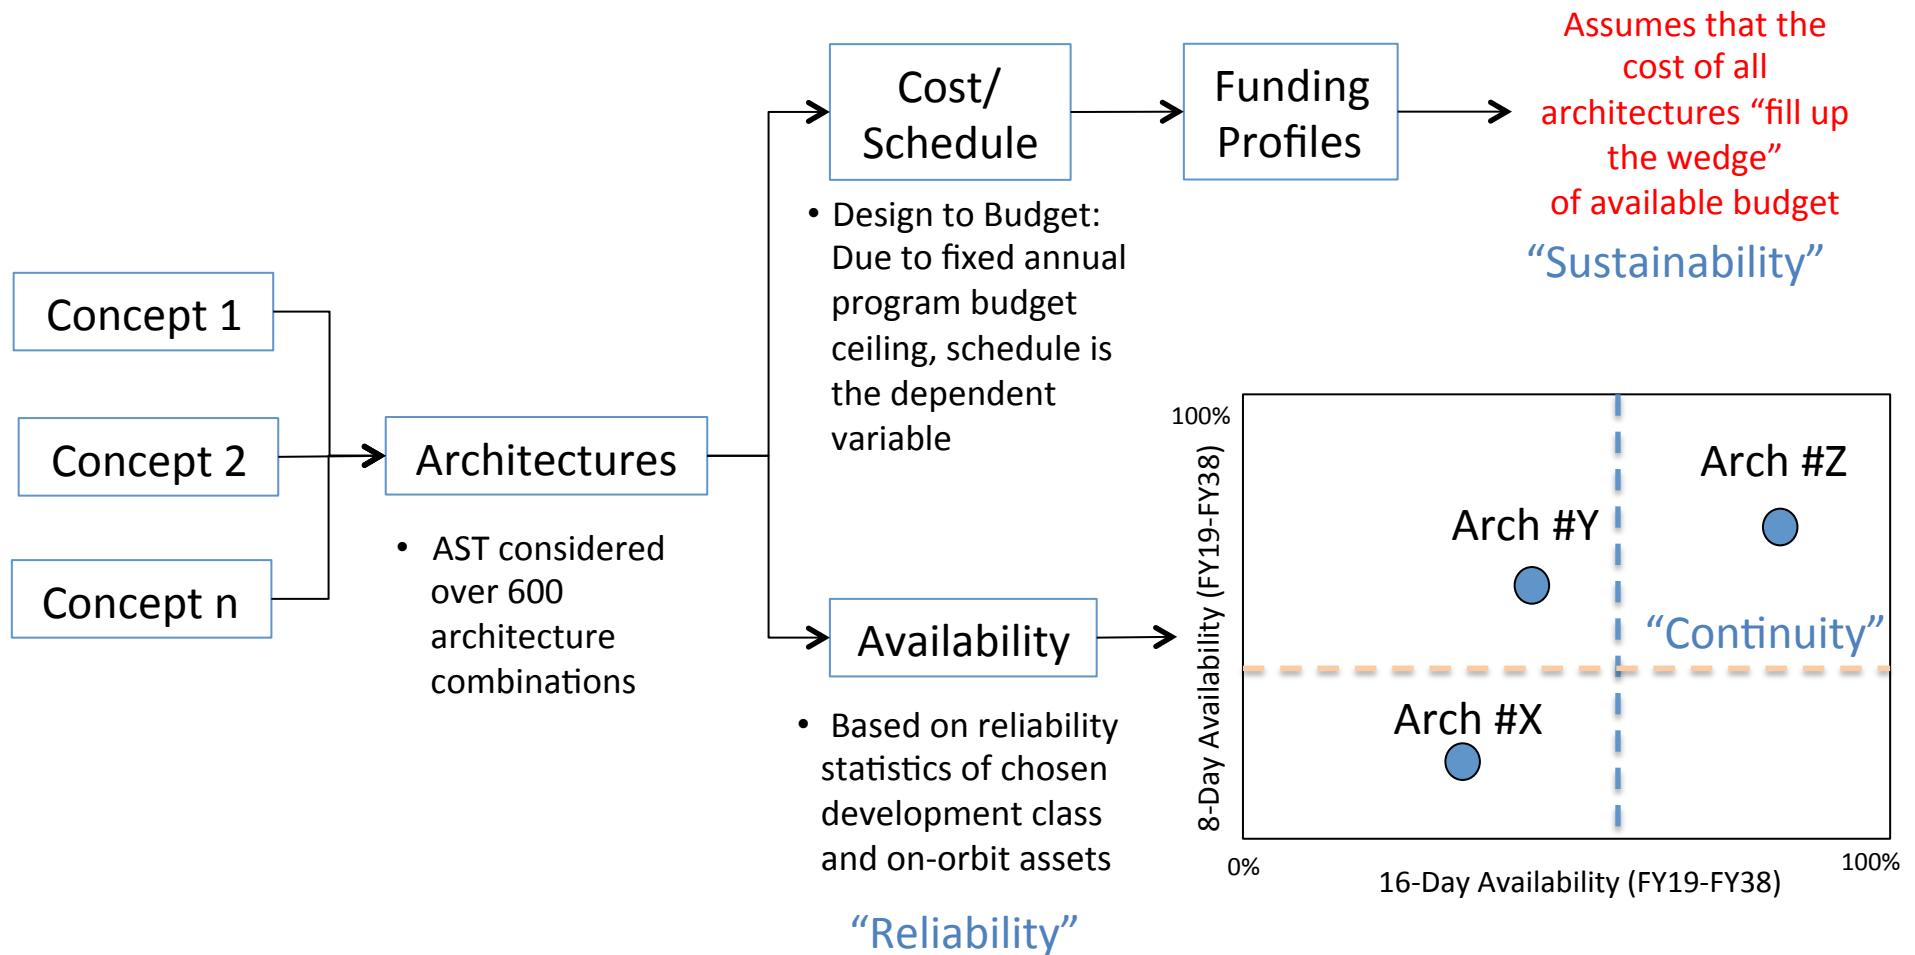 Concept 1
Concept 2
Concept n
Architectures
• AST considered
over 600
architecture
combinations
Cost/
Schedule
• Design to Budget:
Due to fixed annual
program budget
ceiling, schedule is
the dependent
variable
Funding
Profiles
Assumes that the
cost of all
architectures “fill up
the wedge”
of available budget
“Sustainability”
Availability
• Based on reliability
statistics of chosen
development class
and on-orbit assets
“Reliability”
100%
8-Day Availability (FY19-FY38)
Arch #Z
Arch #Y
“Continuity”
Arch #X
0%
100%
16-Day Availability (FY19-FY38)